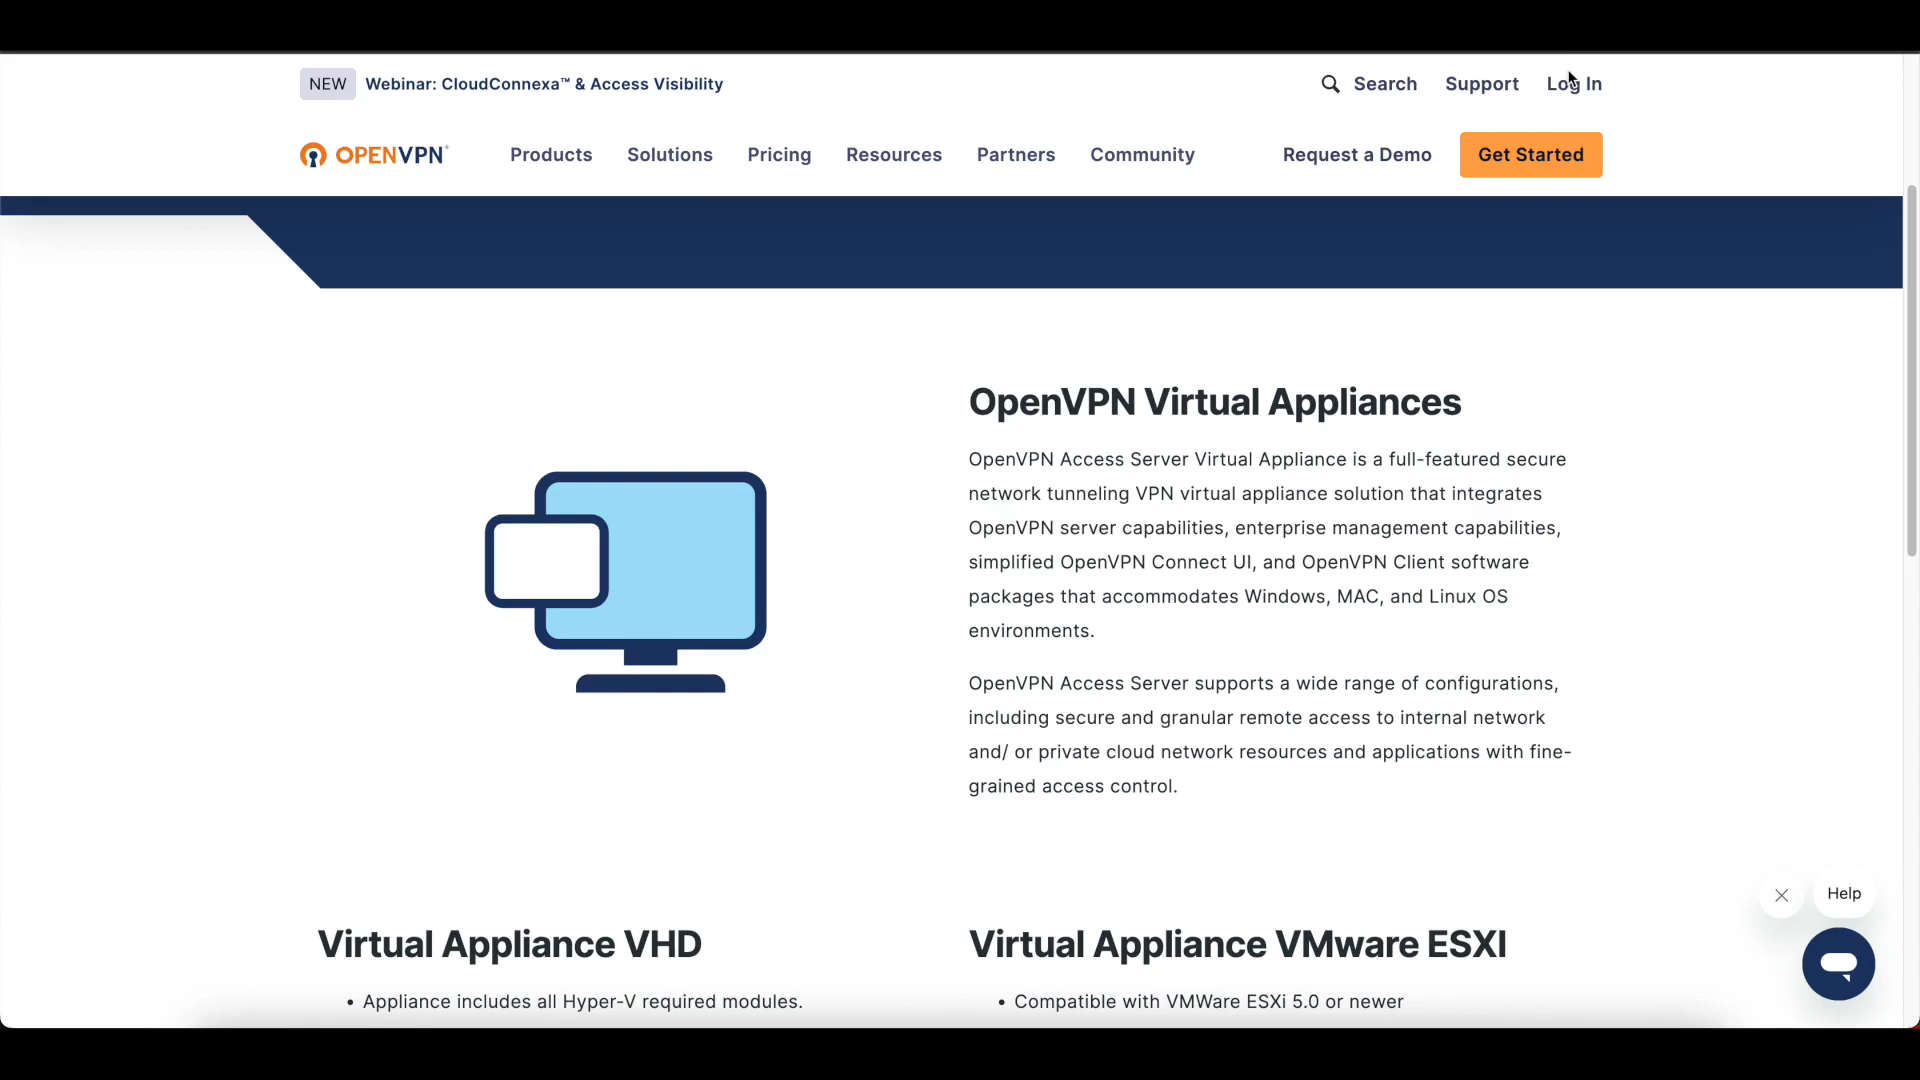 NEW Webinar: CloudConnexa™ & Access Visibility
Search Support Log In
OPENVPN® Products Solutions Pricing Resources Partners Community Request a Demo Get Started
OpenVPN Virtual Appliances
OpenVPN Access Server Virtual Appliance is a full-featured secure
network tunneling VPN virtual appliance solution that integrates
OpenVPN server capabilities, enterprise management capabilities,
simplified OpenVPN Connect UI, and OpenVPN Client software
packages that accommodates Windows, MAC, and Linux OS
environments.
OpenVPN Access Server supports a wide range of configurations,
including secure and granular remote access to internal network
and/ or private cloud network resources and applications with fine-
grained access control.
Help
Virtual Appliance VHD
• Appliance includes all Hyper-V required modules.
Virtual Appliance VMware ESXI
• Compatible with VMWare ESXi 5.0 or newer